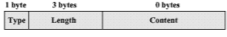 1 byte 3 bytes 0 bytes
Type Length Content